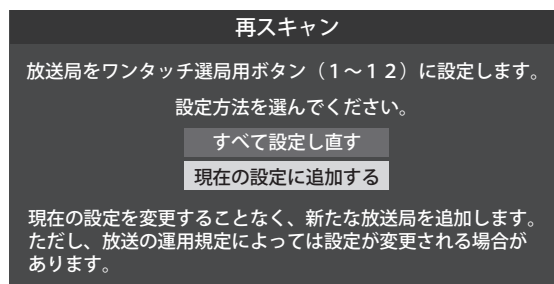 再スキャン
放送局をワンタッチ選局用ボタン（１～１２）に設定します。
設定方法を選んでください。
すべて設定し直す
現在の設定に追加する
現在の設定を変更することなく、新たな放送局を追加します。
ただし、放送の運用規定によっては設定が変更される場合が
あります。